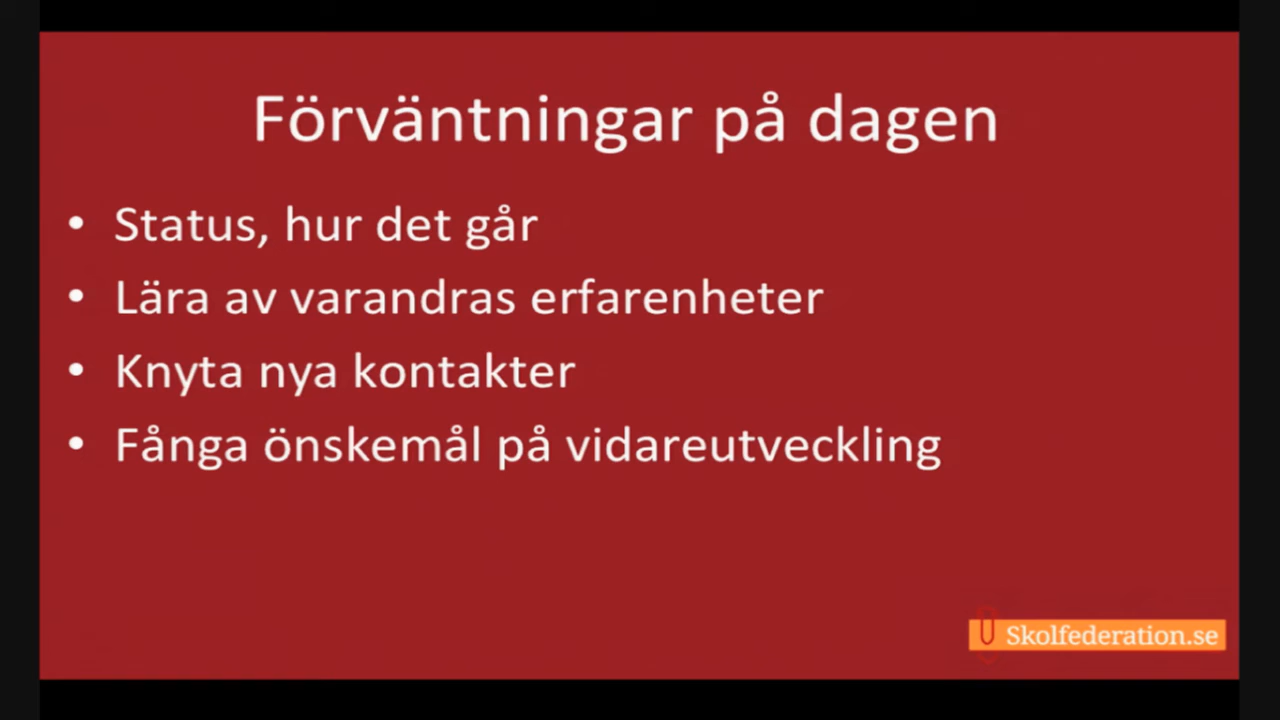 Förväntningar på dagen
• Status, hur det går
• Lära av varandras erfarenheter
• Knyta nya kontakter
• Fånga önskemål på vidareutveckling
Skolfederation.se